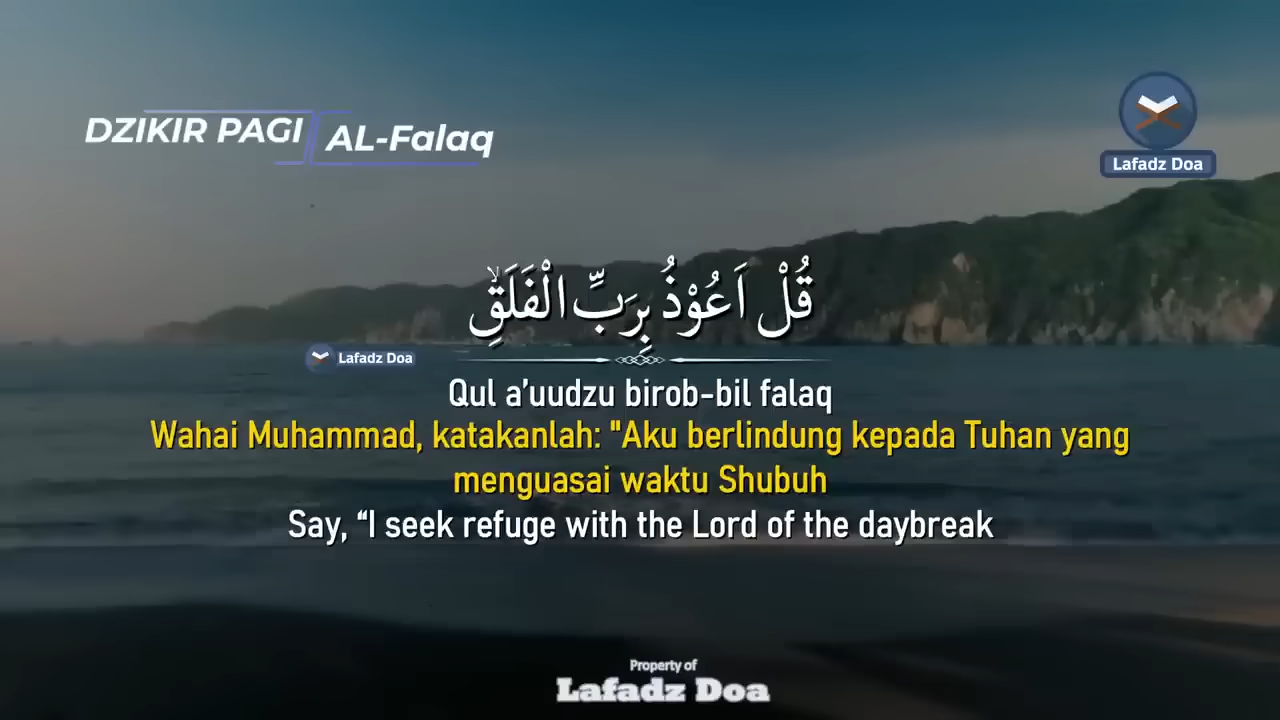 DZIKIR PAGI
AL-Falaq
Lafadz Doa
قُلْ اَعُوْذُ بِرَبِّ الْفَلَقِۙ
Lafadz Doa
Qul a’uudzu birob-bil falaq
Wahai Muhammad, katakanlah: "Aku berlindung kepada Tuhan yang
menguasai waktu Shubuh
Say, “I seek refuge with the Lord of the daybreak
Property of
Lafadz Doa